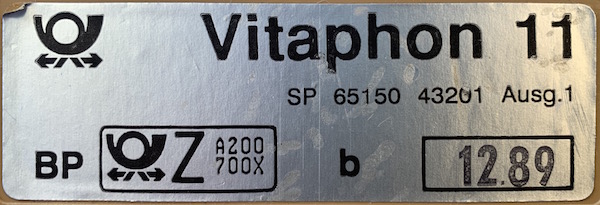 Vitaphon 11
SP 65150 43201 Ausg.1
BP Z A200 700X b 12.89